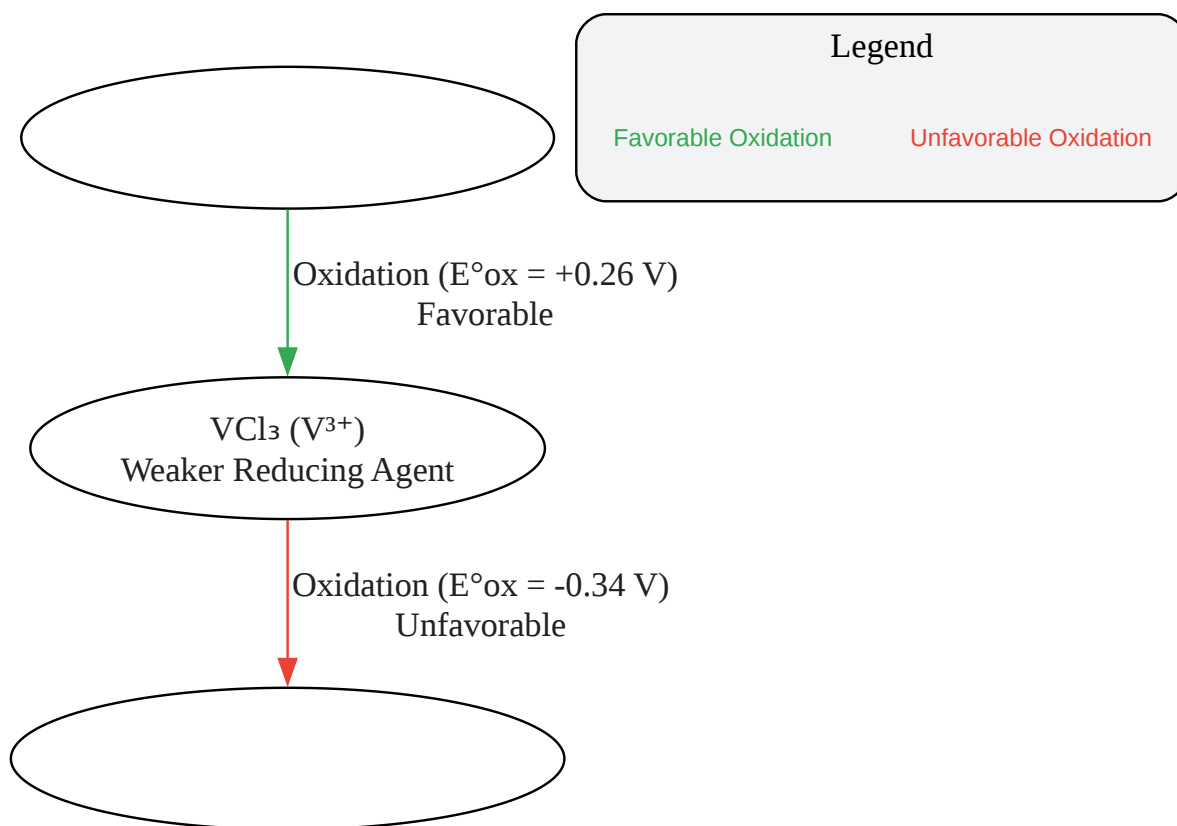 Legend
Favorable Oxidation
Unfavorable Oxidation
Oxidation (E°ox = +0.26 V)
Favorable
VCl₃ (V³⁺)
Weaker Reducing Agent
Oxidation (E°ox = -0.34 V)
Unfavorable